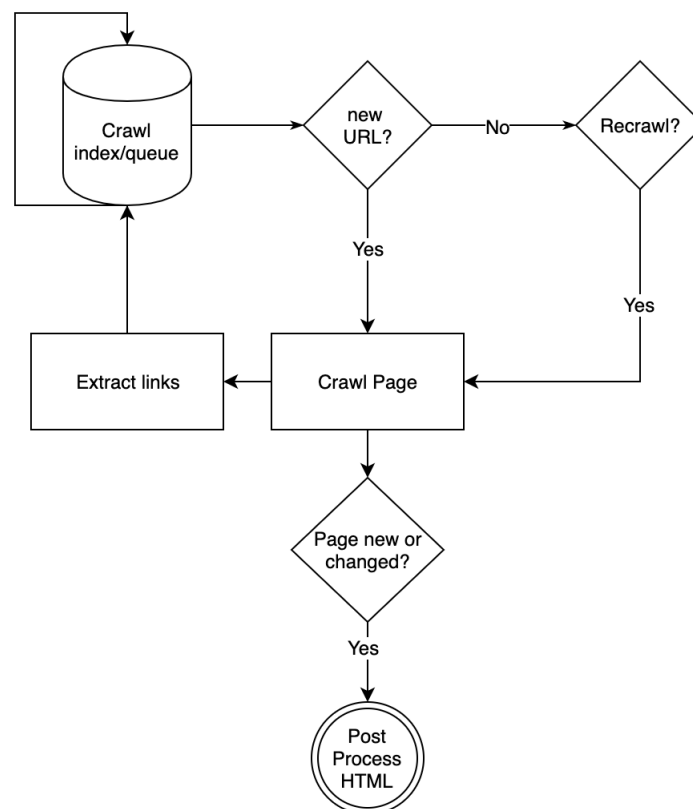 Crawl
index/queue
new
URL?
No
Recrawl?
Yes
Yes
Extract links
Crawl Page
Page new or
changed?
Yes
Post
Process
HTML